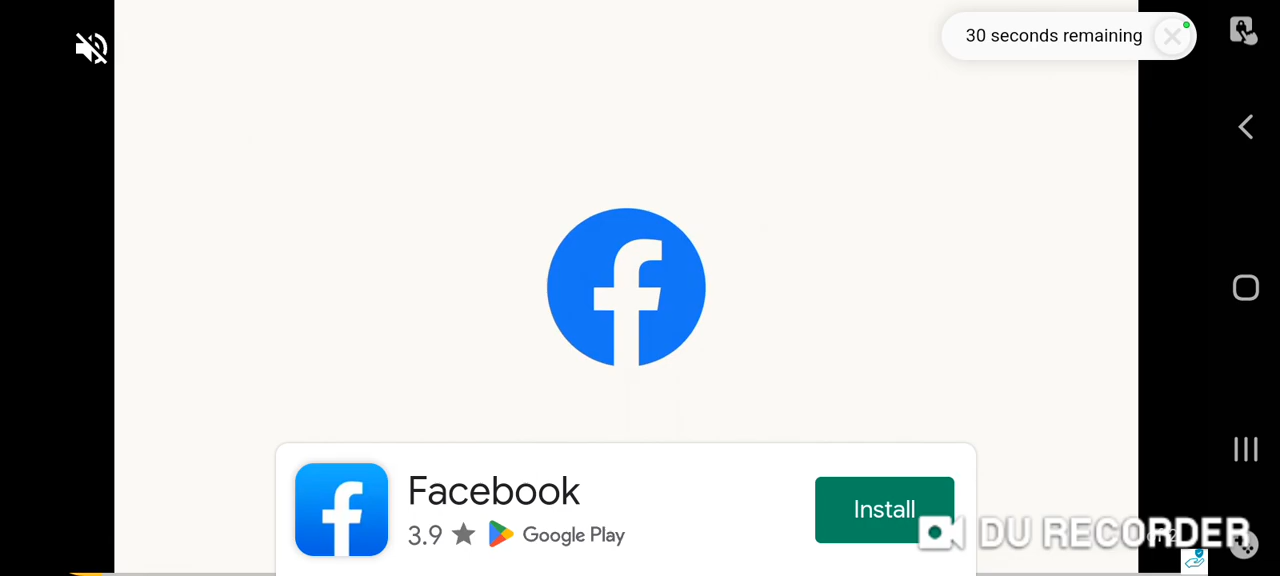 30 seconds remaining
Facebook
3.9 ★ Google Play
Install
DU RECORDER